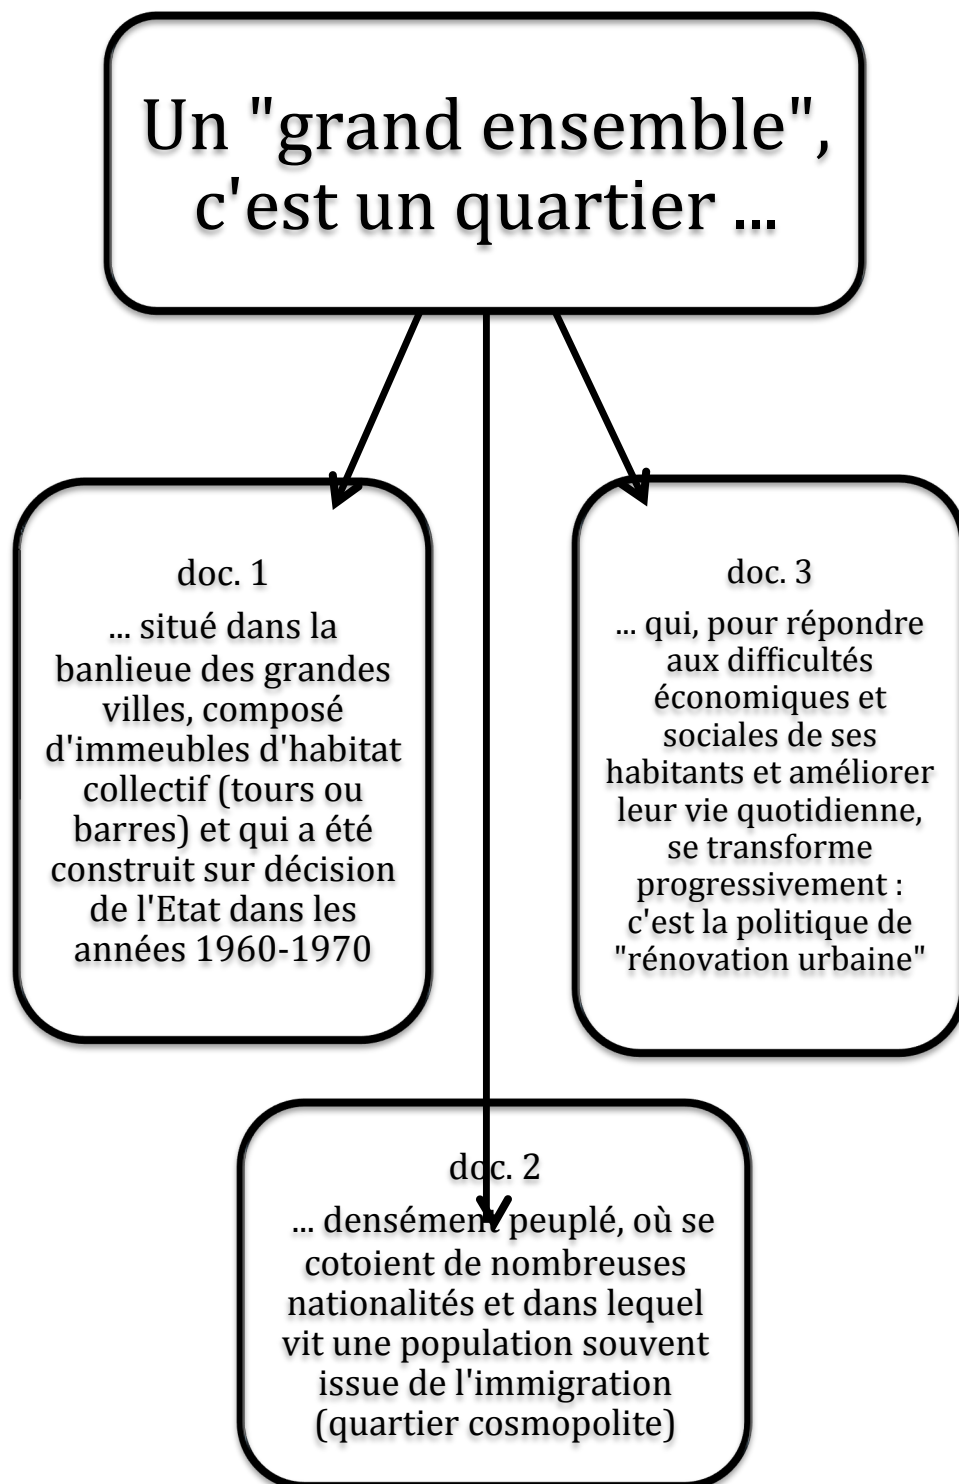 Un "grand ensemble",
c'est un quartier ...
doc. 1
... situé dans la
banlieue des grandes
villes, composé
d'immeubles d'habitat
collectif (tours ou
barres) et qui a été
construit sur décision
de l'Etat dans les
années 1960-1970
doc. 3
... qui, pour répondre
aux difficultés
économiques et
sociales de ses
habitants et améliorer
leur vie quotidienne,
se transforme
progressivement :
c'est la politique de
"rénovation urbaine"
doc. 2
... densément peuplé, où se
cotoient de nombreuses
nationalités et dans lequel
vit une population souvent
issue de l'immigration
(quartier cosmopolite)